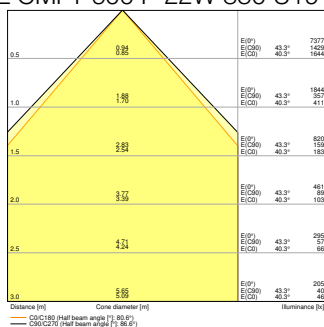 0.5
0.94
0.85
E(0°) 7377
E(C90) 43.3° 1429
E(C0) 40.3° 1644
1.0
1.88
1.70
E(0°) 1844
E(C90) 43.3° 357
E(C0) 40.3° 411
1.5
2.83
2.54
E(0°) 820
E(C90) 43.3° 159
E(C0) 40.3° 183
2.0
3.77
3.39
E(0°) 461
E(C90) 43.3° 89
E(C0) 40.3° 103
2.5
4.71
4.24
E(0°) 295
E(C90) 43.3° 57
E(C0) 40.3° 66
3.0
5.65
5.09
E(0°) 205
E(C90) 43.3° 40
E(C0) 40.3° 46
Distance [m] Cone diameter [m] Illuminance [lx]
C0/C180 (Half beam angle [°]: 80.6°)
C90/C270 (Half beam angle [°]: 86.6°)